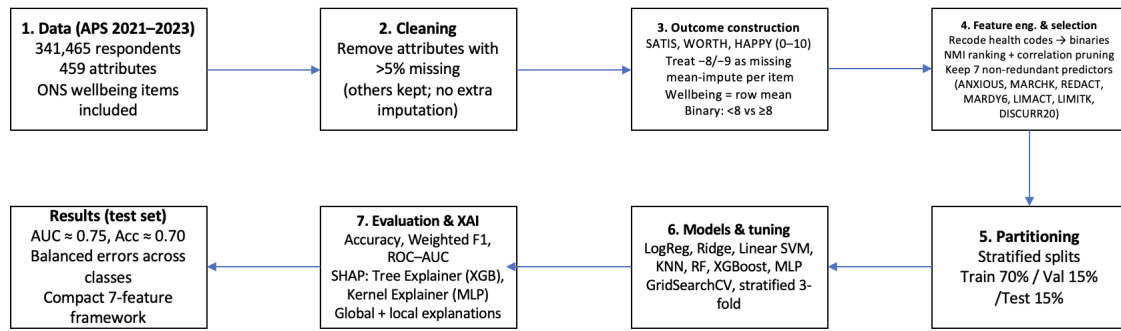 1. Data (APS 2021–2023)
341,465 respondents
459 attributes
ONS wellbeing items
included
2. Cleaning
Remove attributes with
>5% missing
(others kept; no extra
imputation)
3. Outcome construction
SATIS, WORTH, HAPPY (0–10)
Treat −8/−9 as missing
mean-impute per item
Wellbeing = row mean
Binary: <8 vs ≥8
4. Feature eng. & selection
Recode health codes → binaries
NMI ranking + correlation pruning
Keep 7 non-redundant predictors
(ANXIOUS, MARCHK, REDACT,
MARDY6, LIMACT, LIMITK,
DISCURR20)
5. Partitioning
Stratified splits
Train 70% / Val 15%
/Test 15%
6. Models & tuning
LogReg, Ridge, Linear SVM,
KNN, RF, XGBoost, MLP
GridSearchCV, stratified 3-
fold
7. Evaluation & XAI
Accuracy, Weighted F1,
ROC–AUC
SHAP: Tree Explainer (XGB),
Kernel Explainer (MLP)
Global + local explanations
Results (test set)
AUC ≈ 0.75, Acc ≈ 0.70
Balanced errors across
classes
Compact 7-feature
framework